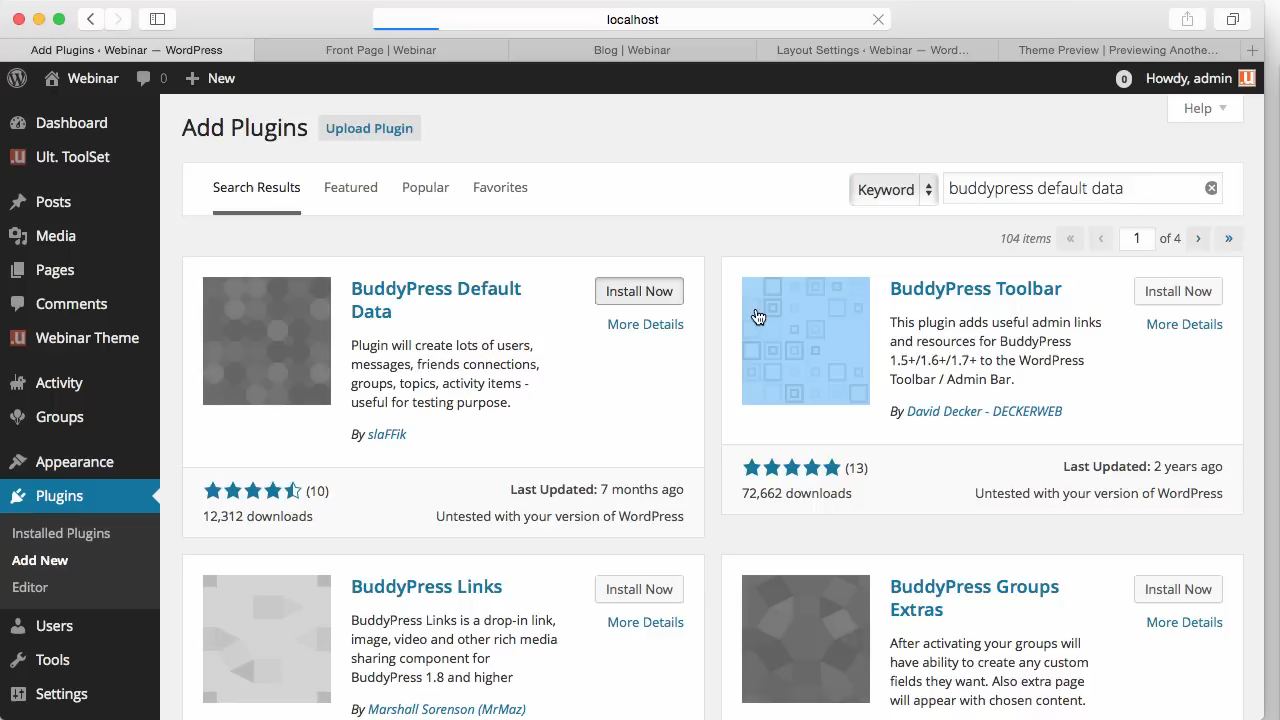 localhost
Add Plugins ‹ Webinar — WordPress
Front Page | Webinar
Blog | Webinar
Layout Settings ‹ Webinar — Word...
Theme Preview | Previewing Anothe...
Webinar
0
New
0
Howdy, admin
Dashboard
Ult. ToolSet
Posts
Media
Pages
Comments
Webinar Theme
Activity
Groups
Appearance
Plugins
Installed Plugins
Add New
Editor
Users
Tools
Settings
Help
Add Plugins
Upload Plugin
Search Results
Featured
Popular
Favorites
Keyword
buddypress default data
104 items « ‹ 1 of 4 › »
BuddyPress Default
Data
Install Now
More Details
Plugin will create lots of users,
messages, friends connections,
groups, topics, activity items -
useful for testing purpose.
By slaFFik
(10)
12,312 downloads
Last Updated: 7 months ago
Untested with your version of WordPress
BuddyPress Toolbar
Install Now
More Details
This plugin adds useful admin links
and resources for BuddyPress
1.5+/1.6+/1.7+ to the WordPress
Toolbar / Admin Bar.
By David Decker - DECKERWEB
(13)
72,662 downloads
Last Updated: 2 years ago
Untested with your version of WordPress
BuddyPress Links
Install Now
More Details
BuddyPress Links is a drop-in link,
image, video and other rich media
sharing component for
BuddyPress 1.8 and higher
By Marshall Sorenson (MrMaz)
BuddyPress Groups
Extras
Install Now
More Details
After activating your groups will
have ability to create any custom
fields they want. Also extra page
will appear with chosen content.